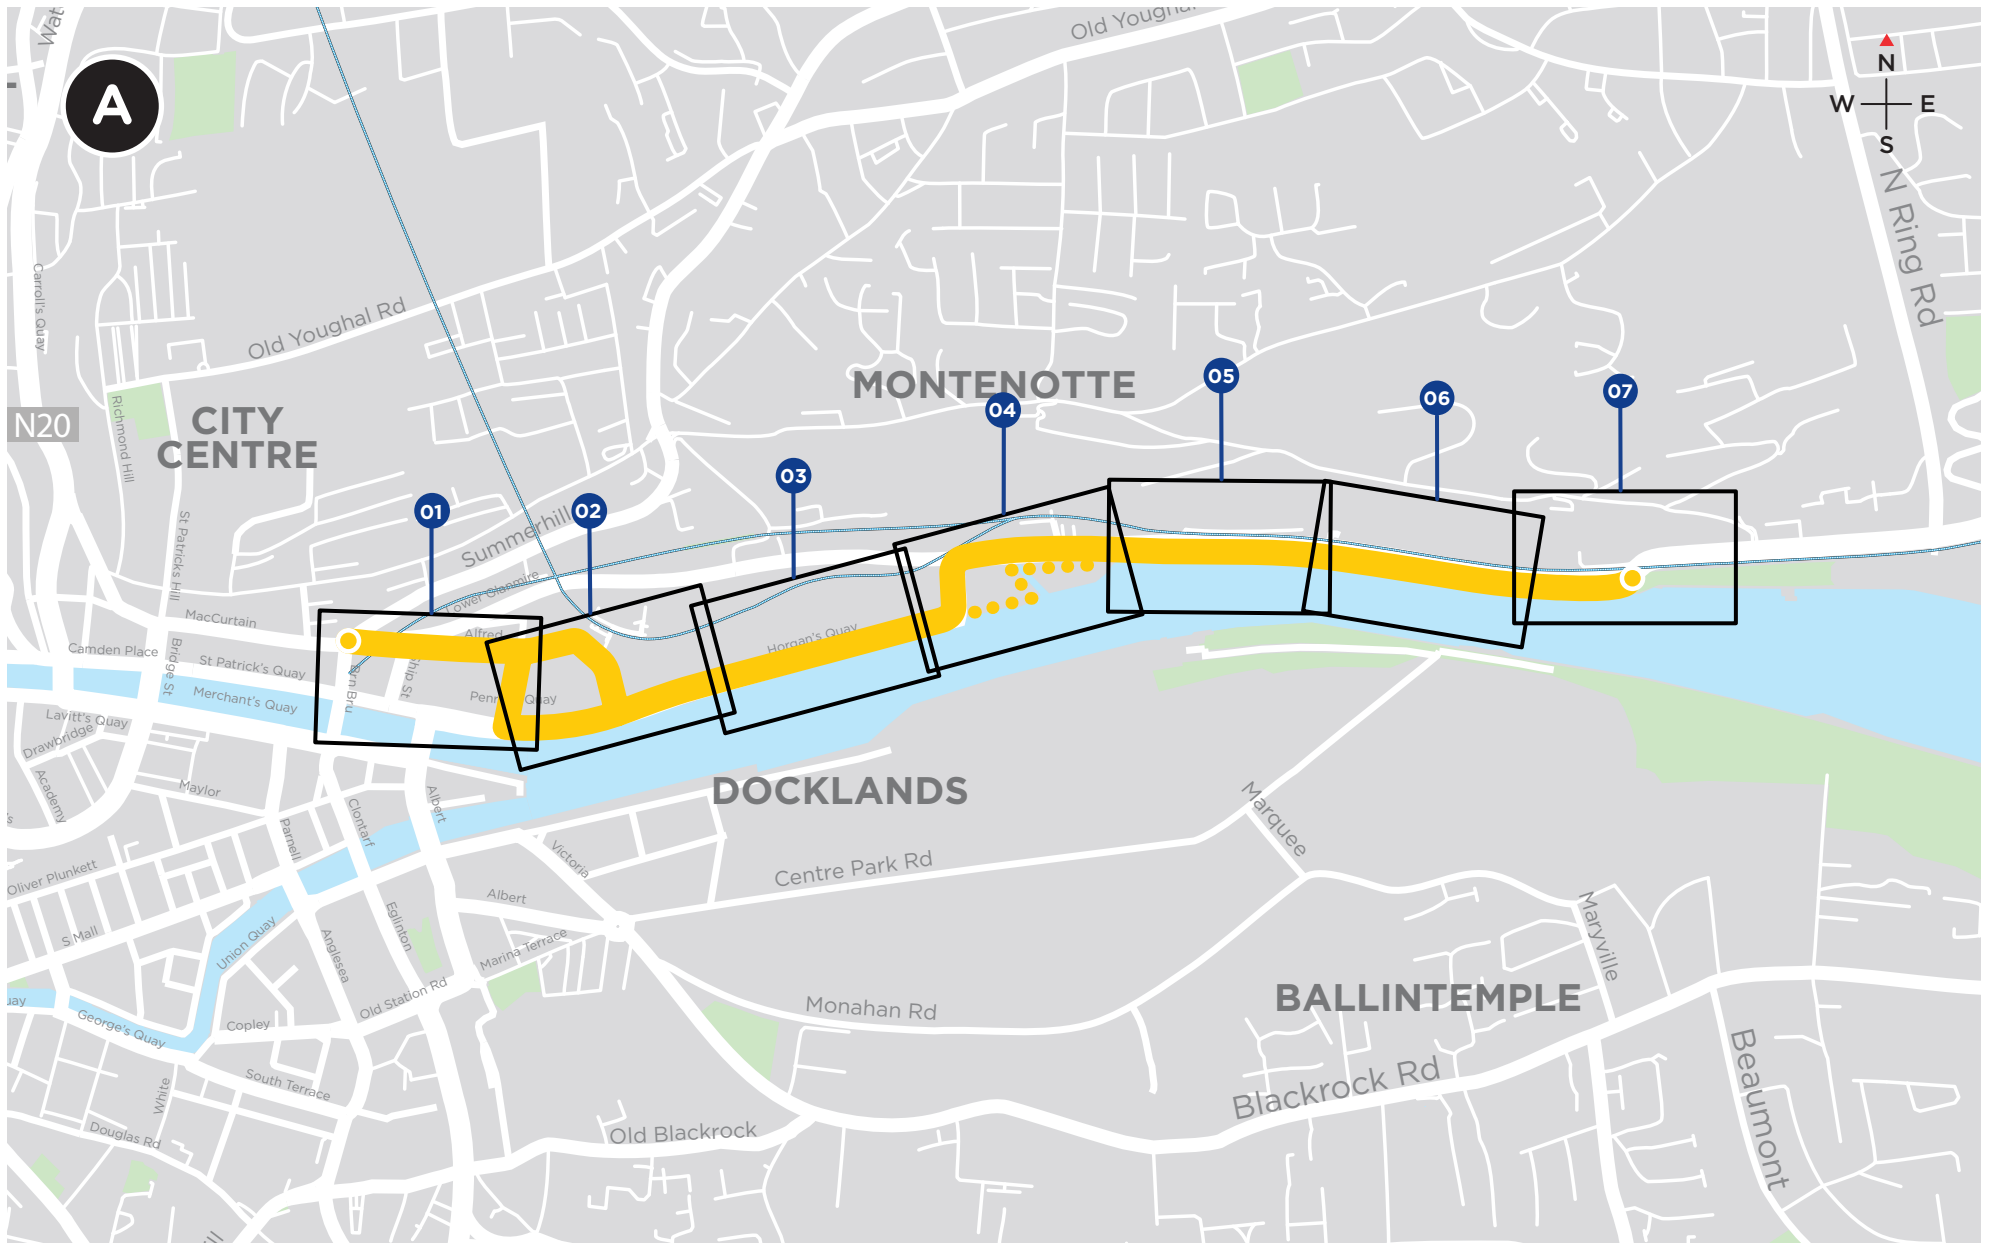 Old Youghal
A
N
W E
S
N Ring Rd
Carroll's Quay
Old Youghal Rd
MONTENOTTE
05
07
06
04
Richmond Hill
N20
CITY
CENTRE
03
01
02
St Patricks Hill
Summerhill
Lower Glanmire
MacCurtain
Alfred
Horgan's Quay
Camden Place
Bridge St
St Patrick's Quay
Ship St
Brn Bru
Merchant's Quay
Quay
Lavitt's Quay
Drawbridge
Academy
Maylor
Clontarf
Albert
DOCKLANDS
Marquee
Parnell
Victoria
Centre Park Rd
Oliver Plunkett
Albert
Eglinton
Maryville
S Mall
Union Quay
Anglesea
Marina Terrace
Old Station Rd
BALLINTEMPLE
Monahan Rd
George's Quay
Copley
South Terrace
White
Blackrock Rd
Beaumont
Douglas Rd
Old Blackrock